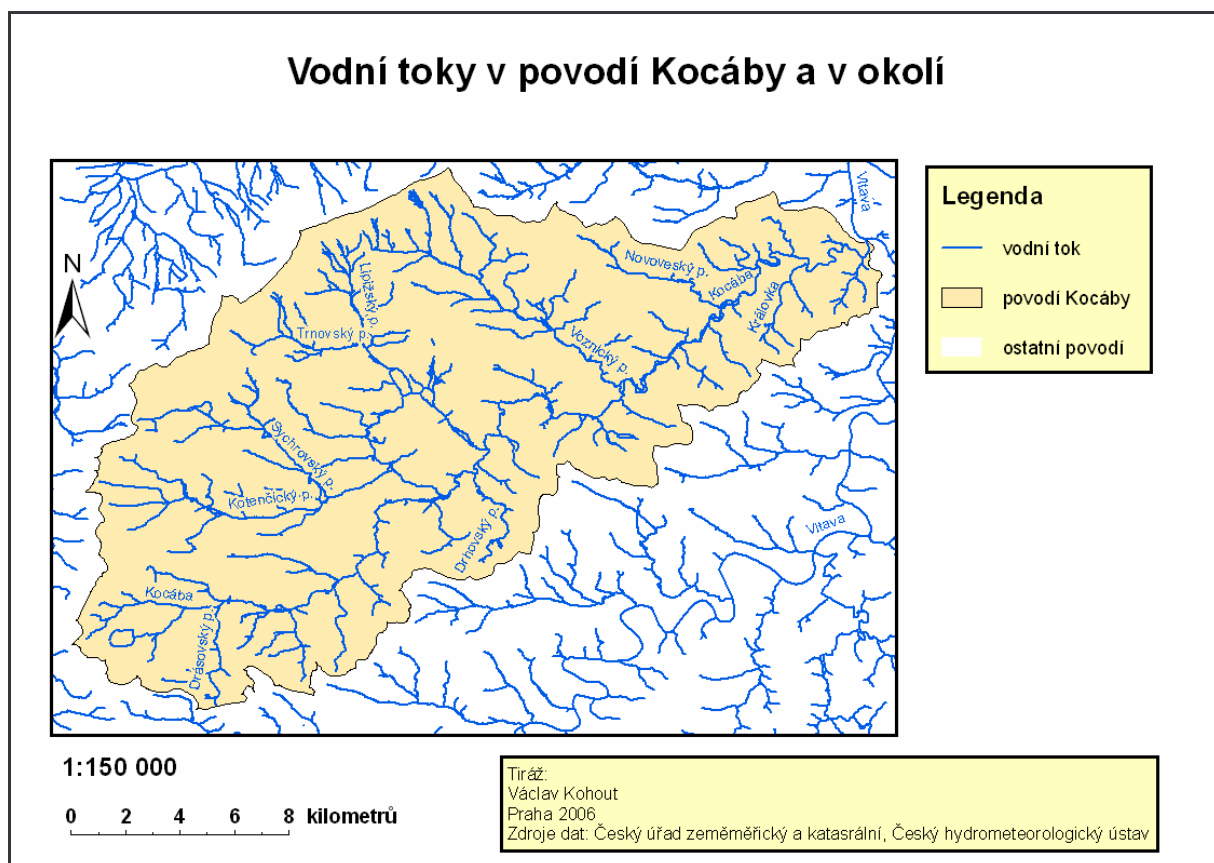 Vodní toky v povodí Kocáby a v okolí
Vltava
Legenda
vodní tok
povodí Kocáby
ostatní povodí
N
Novoveský p.
Kocába
Královka
Lipižský p.
Trnovský p.
Voznický p.
Sychrovský p.
Kotenčický p.
Drhovský p.
Vltava
Kocába
Drásovský p.
1:150 000
0 2 4 6 8 kilometrů
Tiráž:
Václav Kohout
Praha 2006
Zdroje dat: Český úřad zeměměřický a katasrální, Český hydrometeorologický ústav